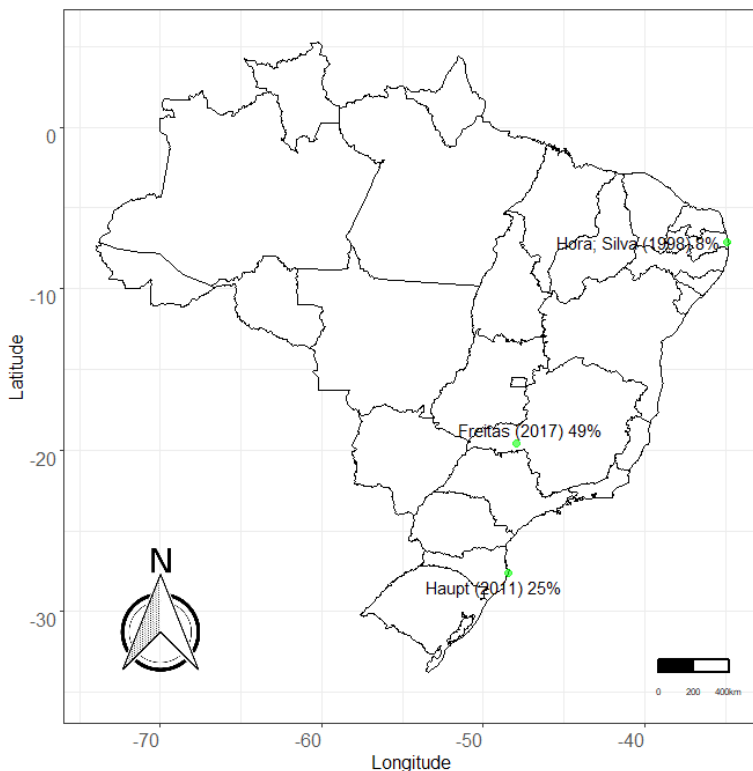 0
Hora; Silva (1998) 8%
-10
Latitude
Freitas (2017) 49%
-20
N
Haupt (2011) 25%
-30
0 200 400km
-70 -60 -50 -40
Longitude